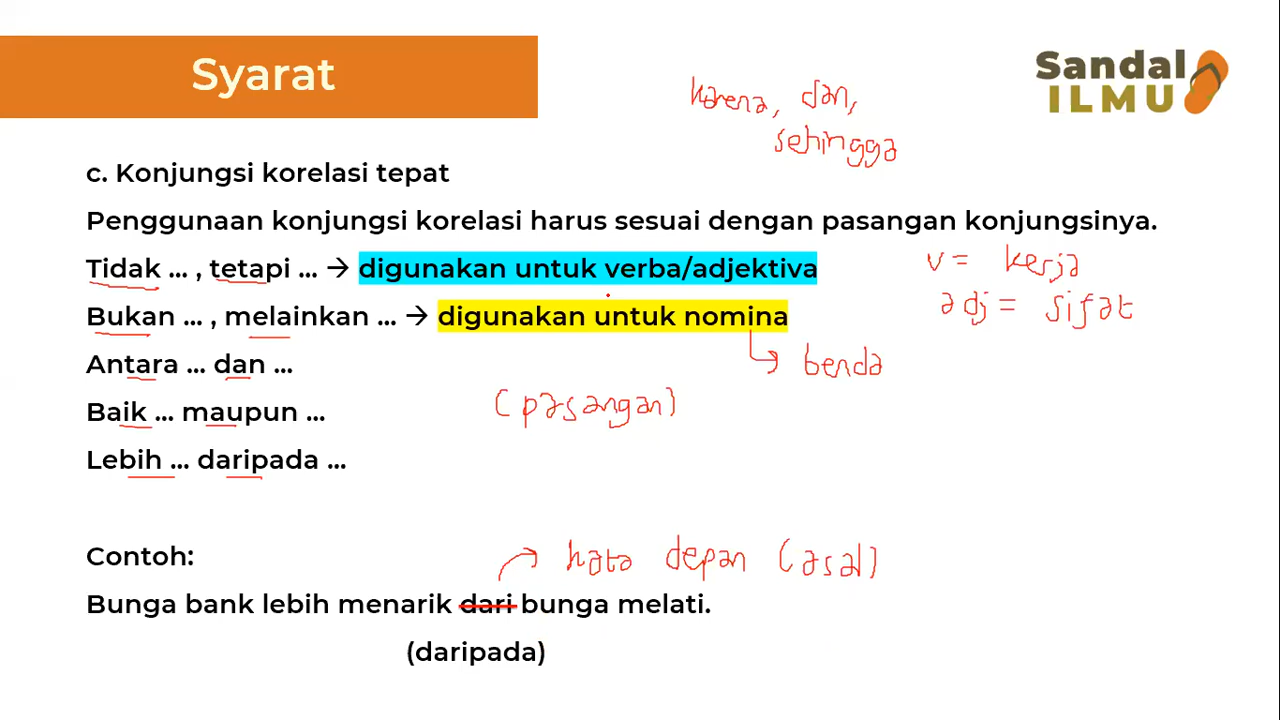 Syarat
Sandal
ILMU
karena, dan,
sehingga
c. Konjungsi korelasi tepat
Penggunaan konjungsi korelasi harus sesuai dengan pasangan konjungsinya.
Tidak ... , tetapi ... → digunakan untuk verba/adjektiva
v = kerja
Bukan ... , melainkan ... → digunakan untuk nomina
adj = sifat
Antara ... dan ...
benda
Baik ... maupun ...
(pasangan)
Lebih ... daripada ...
Contoh:
kata depan (asal)
Bunga bank lebih menarik dari bunga melati.
(daripada)